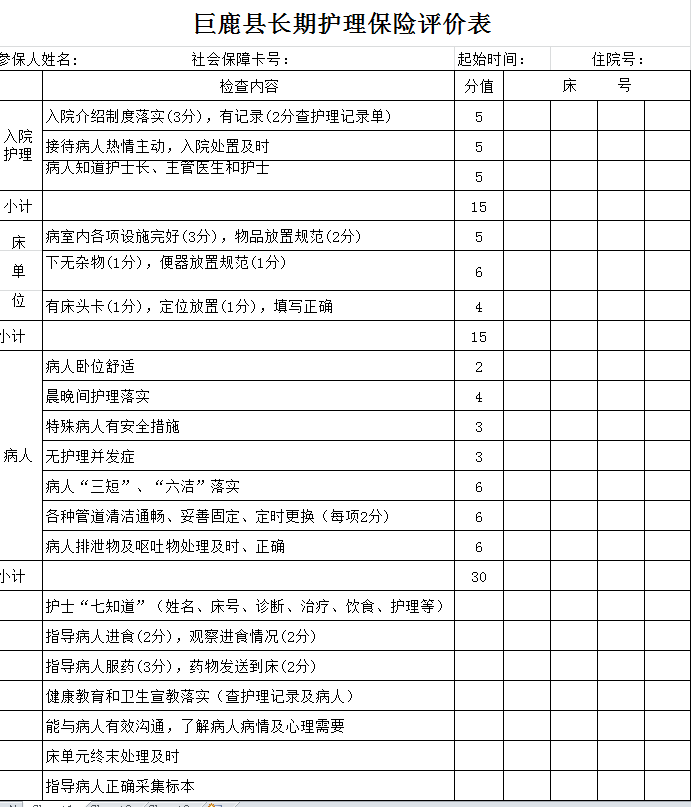 巨鹿县长期护理保险评价表
参保人姓名: 社会保障卡号: 起始时间: 住院号:
检查内容 分值 床 号
入院护理
入院介绍制度落实(3分),有记录(2分查护理记录单) 5
接待病人热情主动,入院处置及时 5
病人知道护士长、主管医生和护士 5
小计 15
床单位
病室内各项设施完好(3分),物品放置规范(2分) 5
下无杂物(1分),便器放置规范(1分) 6
有床头卡(1分),定位放置(1分),填写正确 4
小计 15
病人
病人卧位舒适 2
晨晚间护理落实 4
特殊病人有安全措施 3
无护理并发症 3
病人“三短”、“六洁”落实 6
各种管道清洁通畅、妥善固定、定时更换(每项2分) 6
病人排泄物及呕吐物处理及时、正确 6
小计 30
护士“七知道”(姓名、床号、诊断、治疗、饮食、护理等)
指导病人进食(2分),观察进食情况(2分)
指导病人服药(3分),药物发送到床(2分)
健康教育和卫生宣教落实(查护理记录及病人)
能与病人有效沟通,了解病人病情及心理需要
床单元终末处理及时
指导病人正确采集标本